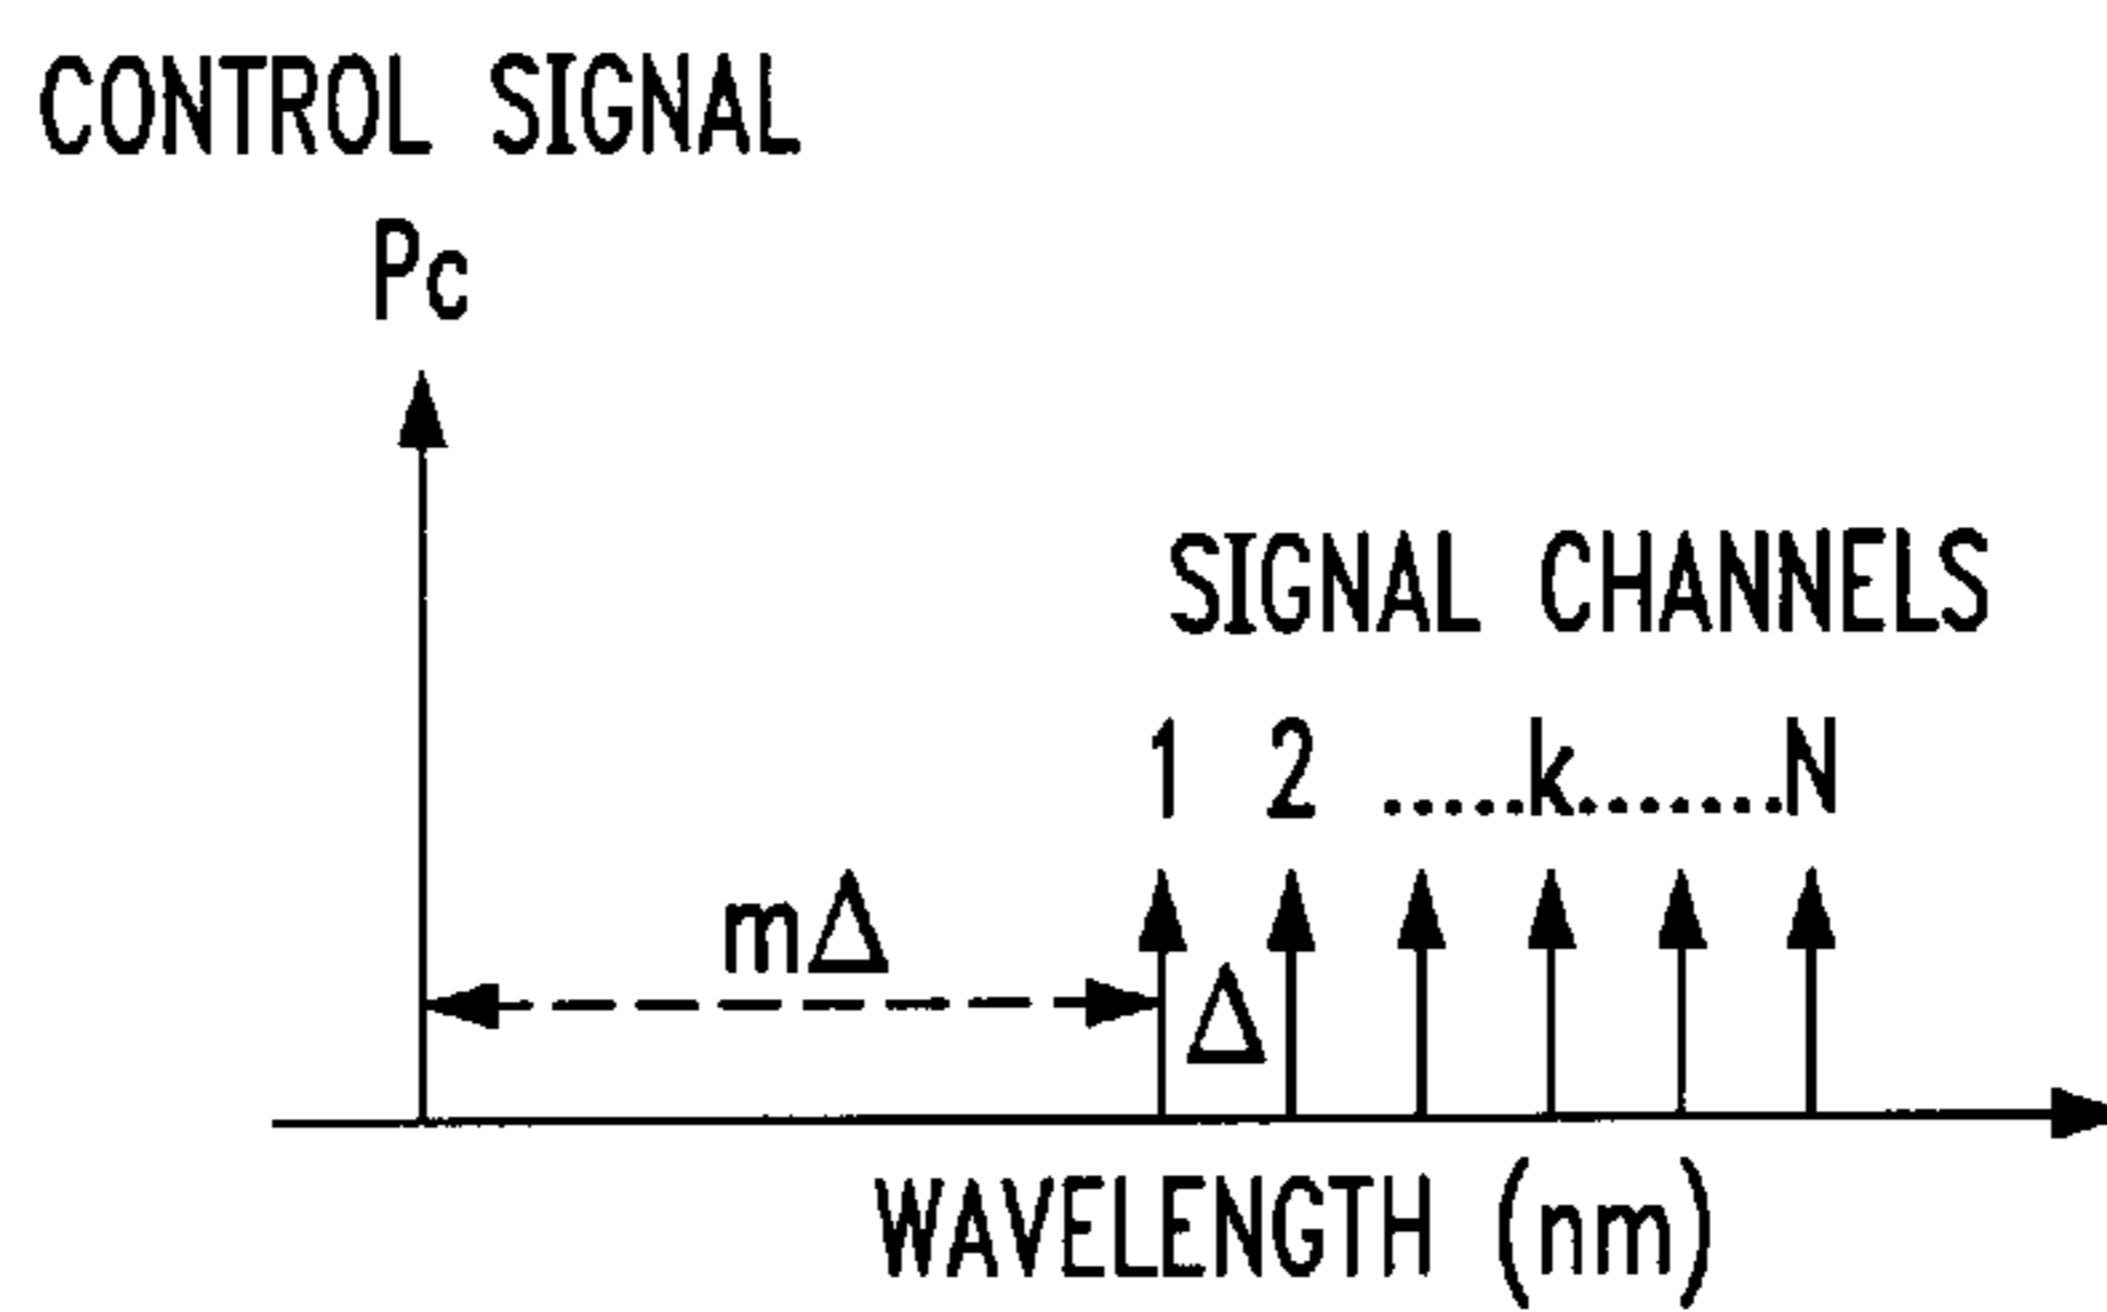 CONTROL SIGNAL
Pc
SIGNAL CHANNELS
1 2 .....k.......N
mΔ
Δ
WAVELENGTH (nm)